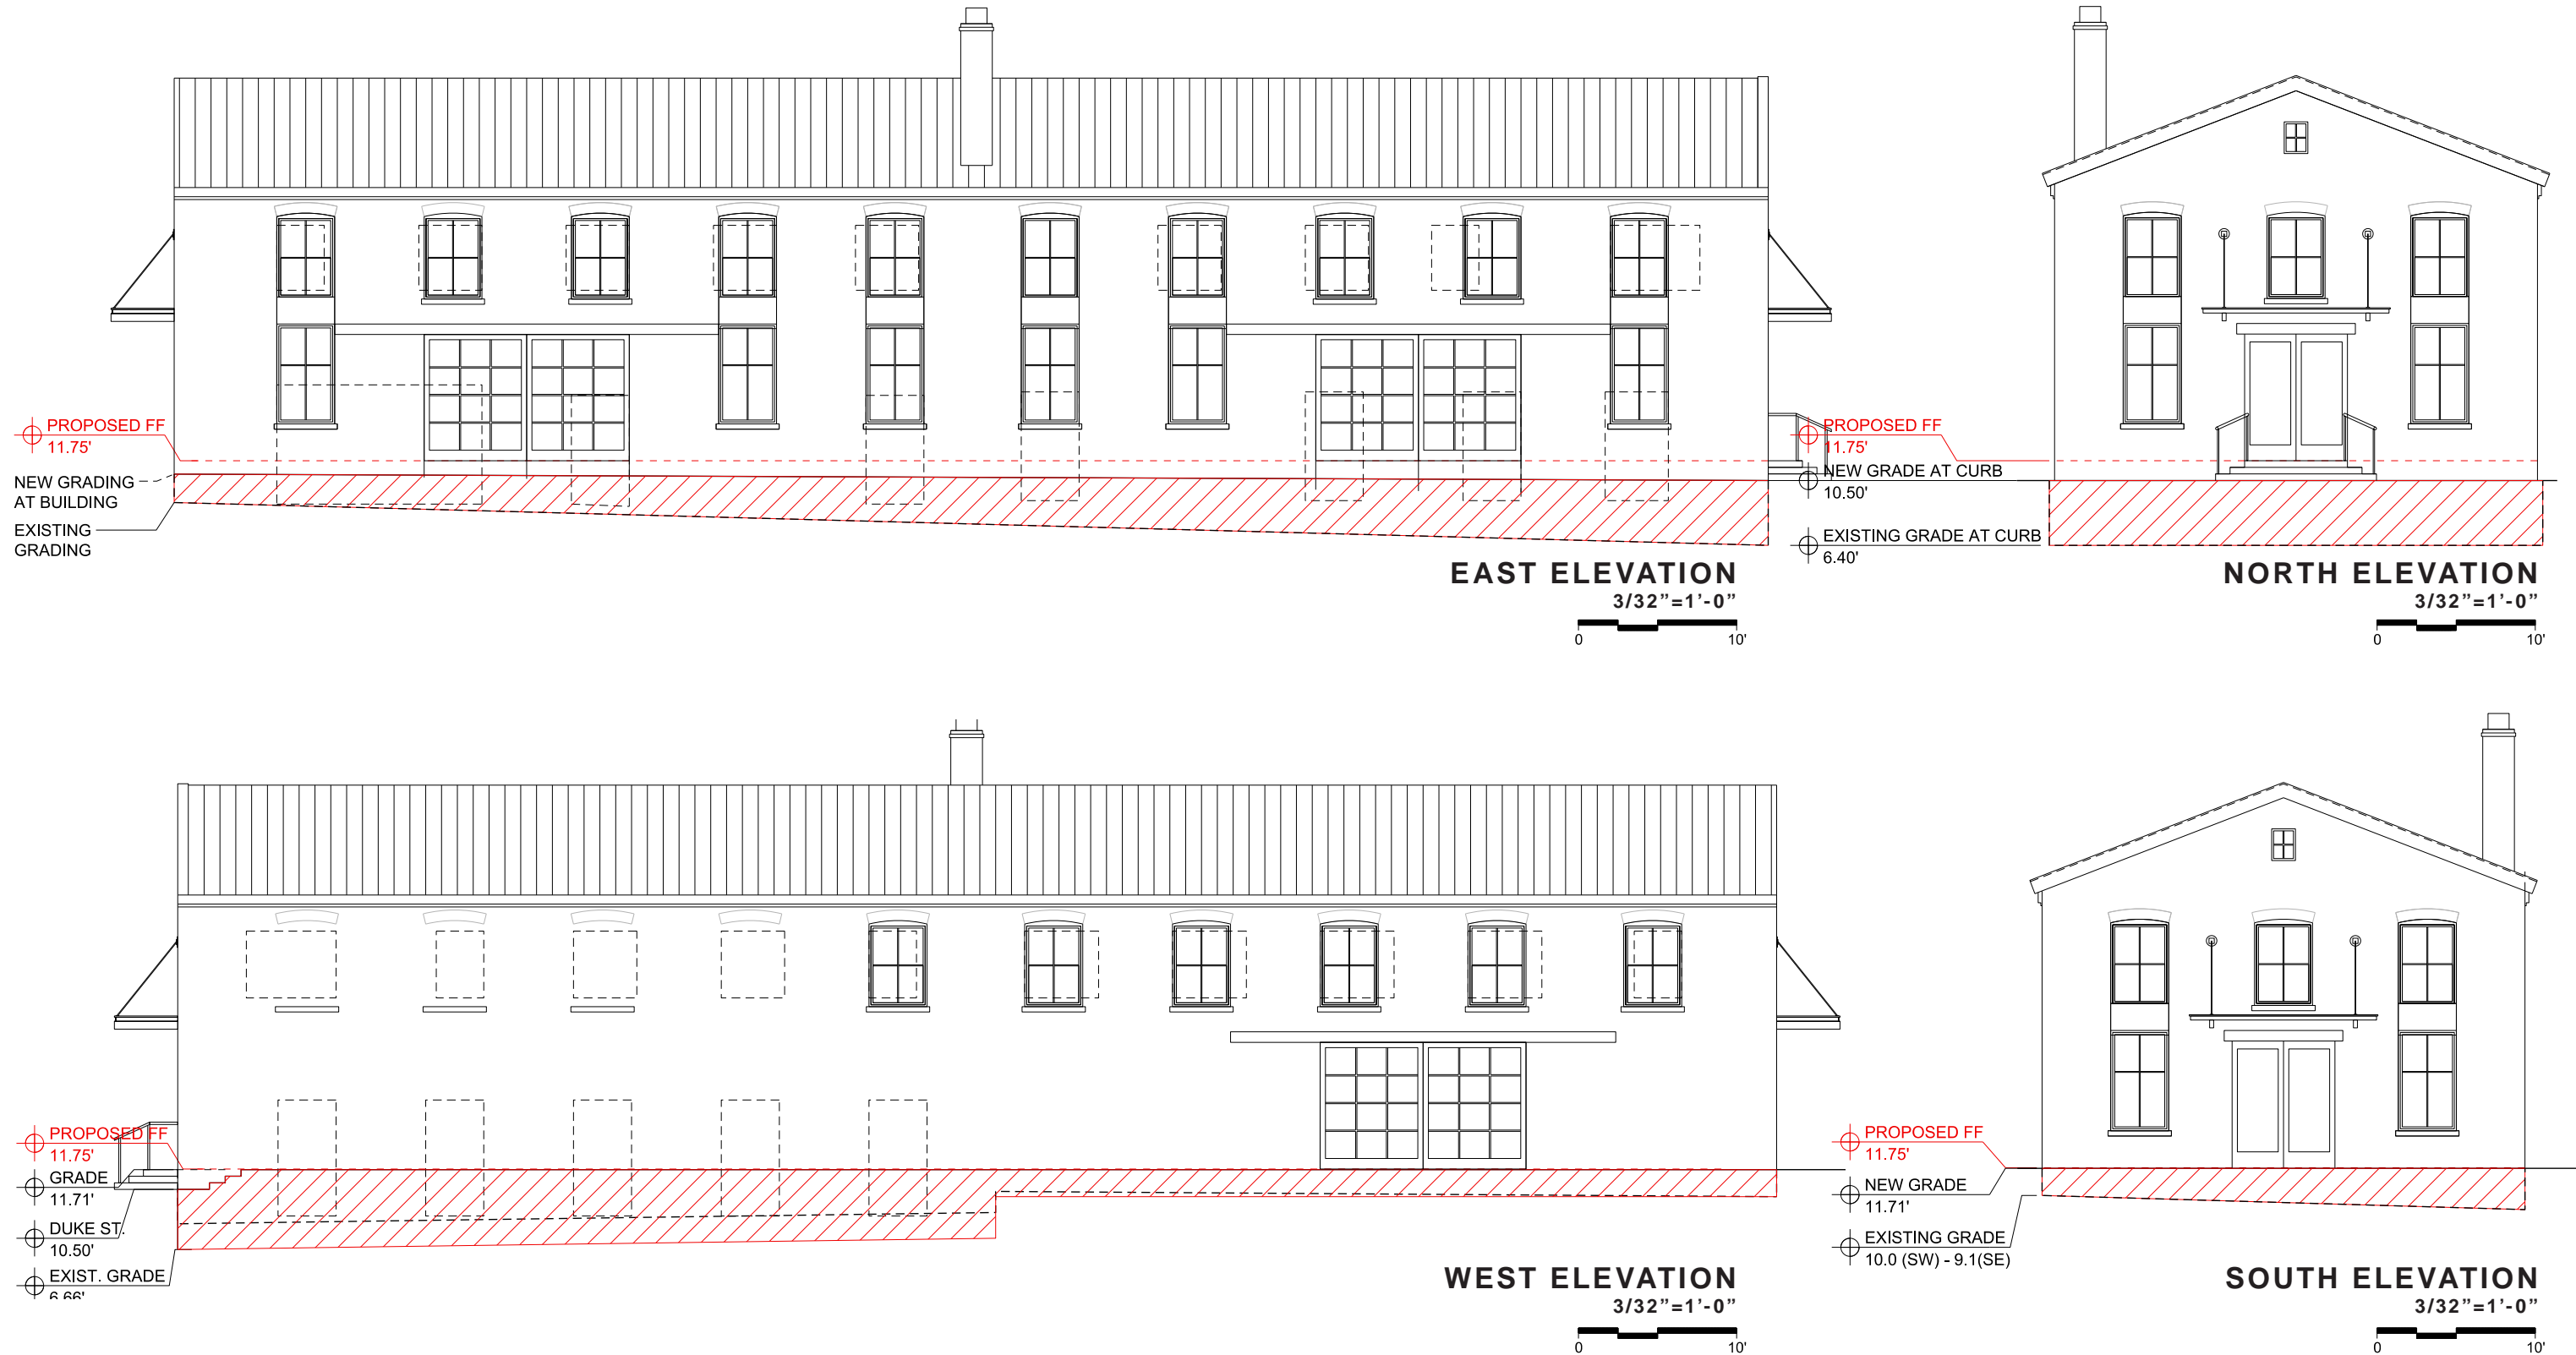 PROPOSED FF
11.75'
NEW GRADING
AT BUILDING
EXISTING
GRADING
PROPOSED FF
11.75'
NEW GRADE AT CURB
10.50'
EXISTING GRADE AT CURB
6.40'
EAST ELEVATION
3/32”=1’-0”
0 10'
NORTH ELEVATION
3/32”=1’-0”
0 10'
PROPOSED FF
11.75'
GRADE
11.71'
DUKE ST.
10.50'
EXIST. GRADE
6.66'
PROPOSED FF
11.75'
NEW GRADE
11.71'
EXISTING GRADE
10.0 (SW) - 9.1(SE)
WEST ELEVATION
3/32”=1’-0”
0 10'
SOUTH ELEVATION
3/32”=1’-0”
0 10'